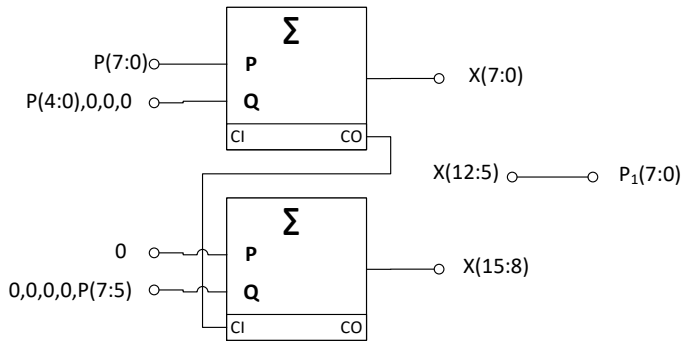 Σ
P(7:0)
P
X(7:0)
P(4:0),0,0,0
Q
CI
CO
X(12:5)
P₁(7:0)
Σ
0
P
X(15:8)
0,0,0,0,P(7:5)
Q
CI
CO